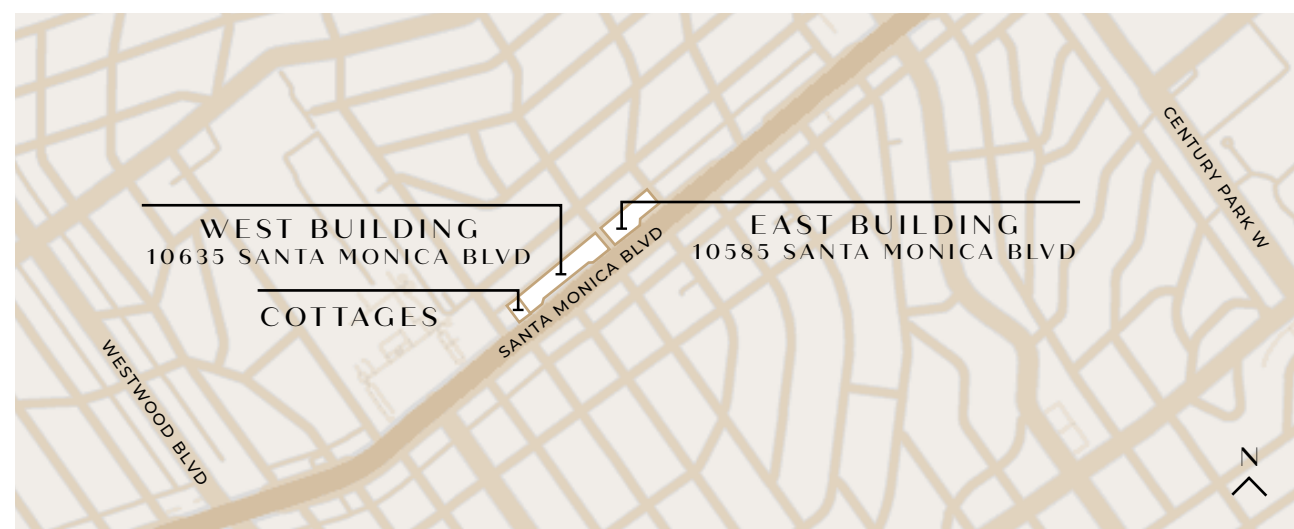 CENTURY PARK W
WEST BUILDING
10635 SANTA MONICA BLVD
EAST BUILDING
10585 SANTA MONICA BLVD
COTTAGES
SANTA MONICA BLVD
WESTWOOD BLVD
N